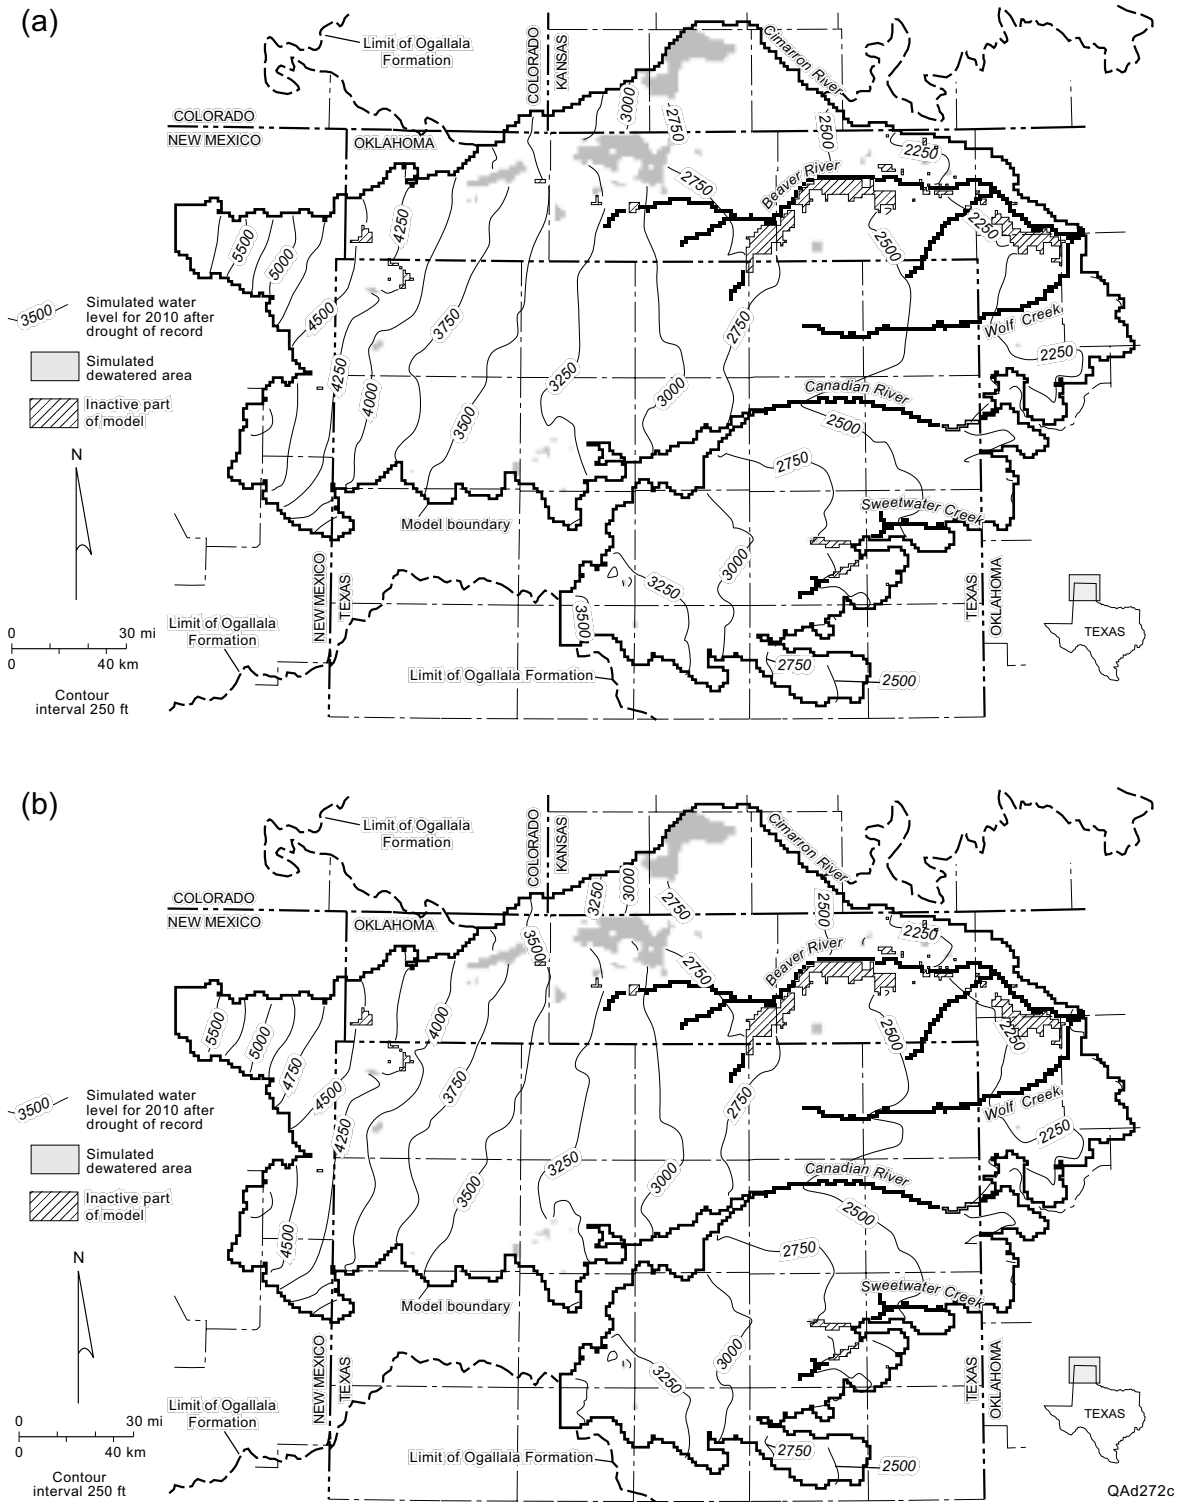 (a)
Limit of Ogallala
Formation
COLORADO
KANSAS
Cimarron River
3000
2750
2500
COLORADO
NEW MEXICO
OKLAHOMA
2250
2750
Beaver River
4250
5500
5000
2250
2500
4500
3750
3500
Simulated water
level for 2010 after
drought of record
2750
Wolf Creek
Simulated
dewatered area
4250
4000
3250
3000
2250
Canadian River
Inactive part
of model
3500
2500
N
2750
Model boundary
Sweetwater Creek
NEW MEXICO
TEXAS
3000
3250
TEXAS
OKLAHOMA
3500
0 30 mi
0 40 km
Limit of Ogallala
Formation
TEXAS
Contour
interval 250 ft
Limit of Ogallala Formation
2750
2500
(b)
Limit of Ogallala
Formation
COLORADO
KANSAS
Cimarron River
3250
3000
2750
2500
COLORADO
NEW MEXICO
OKLAHOMA
2250
3500
2750
Beaver River
5500
5000
4750
4000
2500
2250
4500
3750
3500
Simulated water
level for 2010 after
drought of record
2750
Wolf Creek
4250
2250
Simulated
dewatered area
3250
3000
Canadian River
Inactive part
of model
3500
2500
4500
N
2750
Model boundary
Sweetwater Creek
NEW MEXICO
TEXAS
3000
3250
TEXAS
OKLAHOMA
0 30 mi
0 40 km
Limit of Ogallala
Formation
TEXAS
Contour
interval 250 ft
Limit of Ogallala Formation
2750
2500
QAd272c